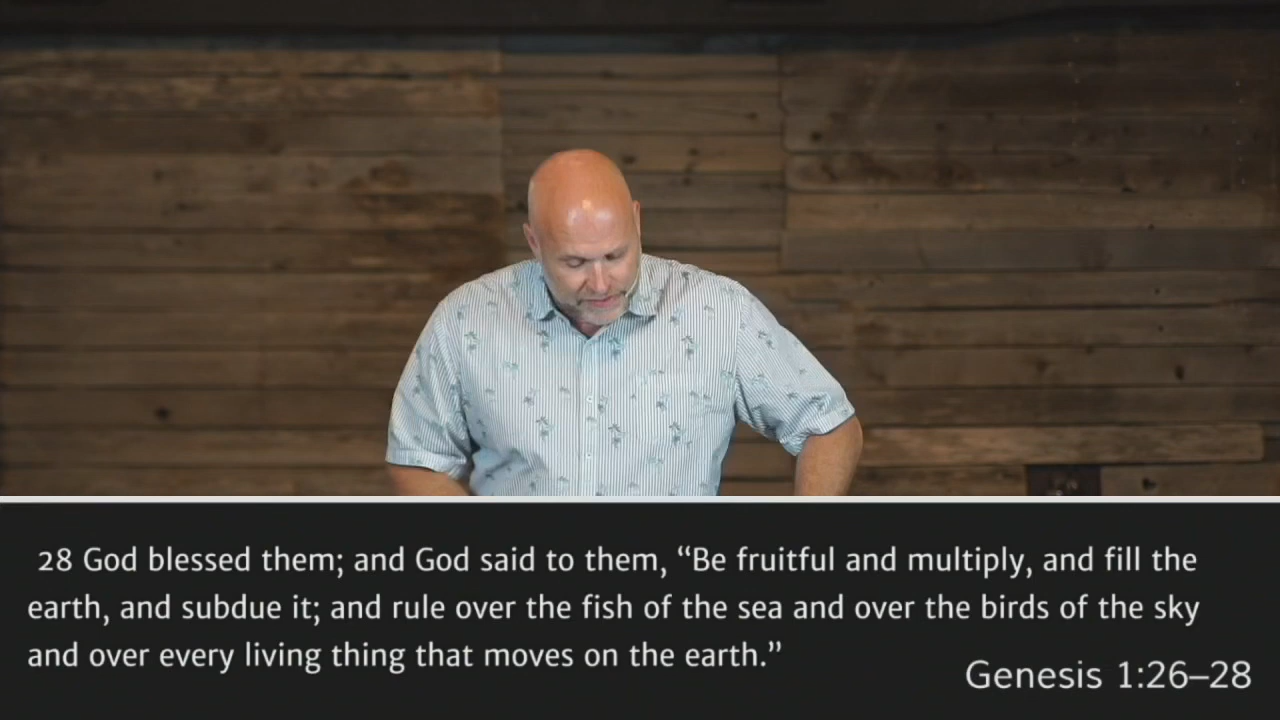 28 God blessed them; and God said to them, “Be fruitful and multiply, and fill the
earth, and subdue it; and rule over the fish of the sea and over the birds of the sky
and over every living thing that moves on the earth.”
Genesis 1:26–28